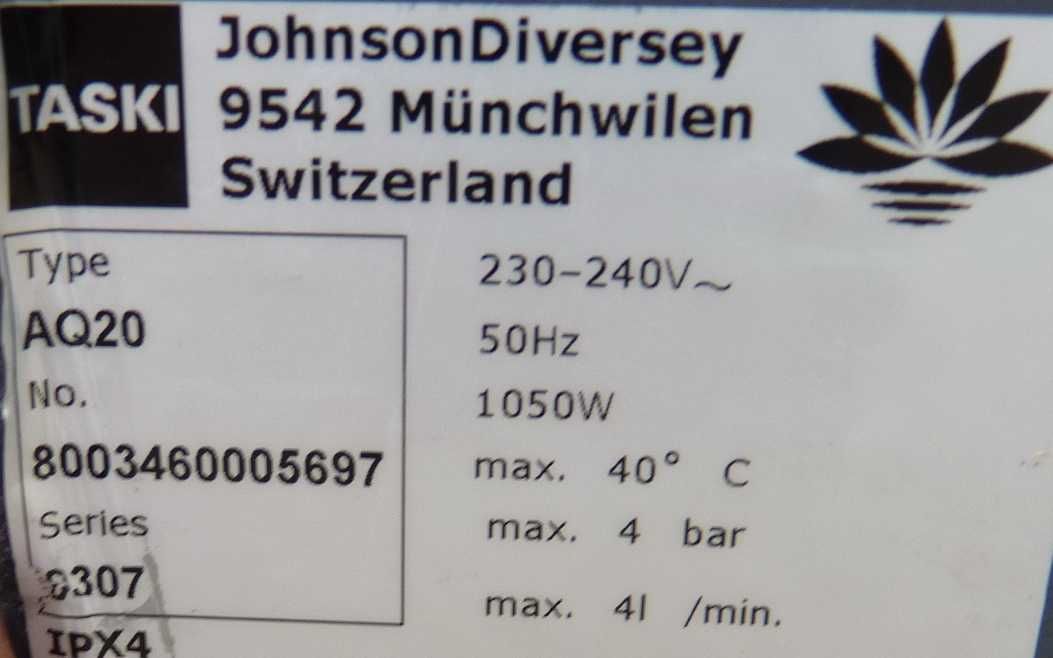 TASKI
JohnsonDiversey
9542 Münchwilen
Switzerland
Type
AQ20
No.
8003460005697
Series
0307
IPX4
230-240V~
50Hz
1050W
max. 40° C
max. 4 bar
max. 4l /min.